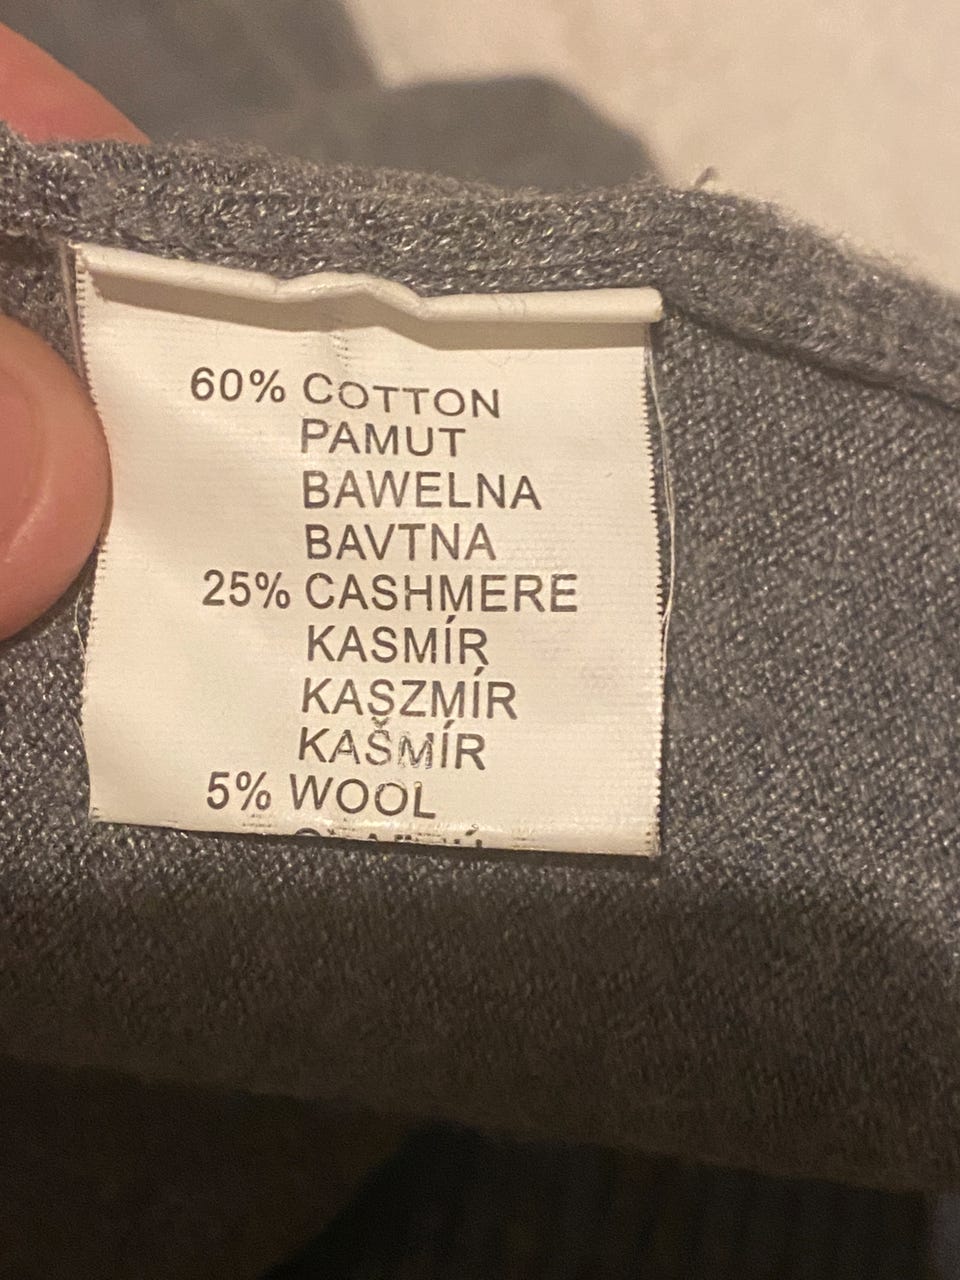 60% COTTON
PAMUT
BAWELNA
BAVTNA
25% CASHMERE
KASMÍR
KASZMÍR
KAŠMÍR
5% WOOL